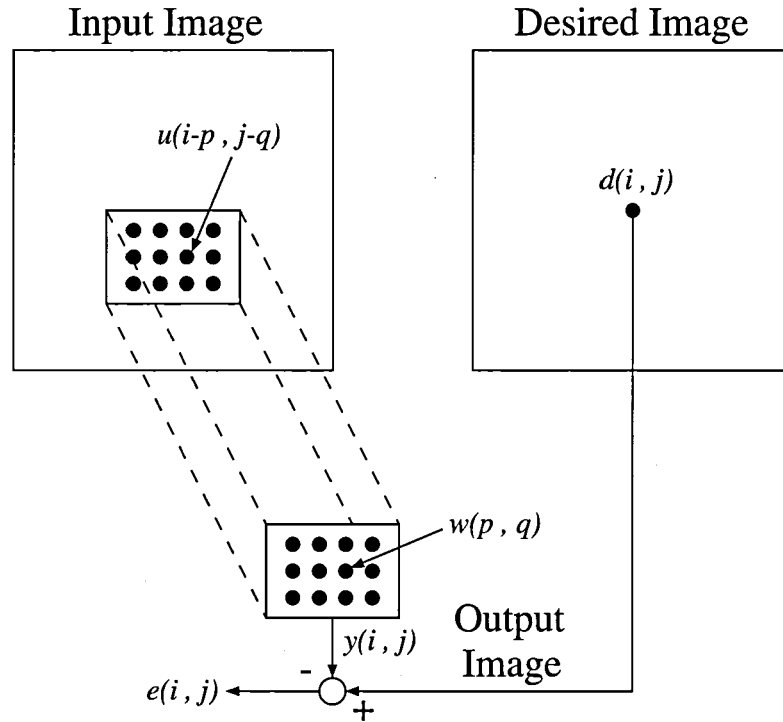 Input Image
Desired Image
u(i-p , j-q)
d(i , j)
w(p , q)
y(i , j)
Output
Image
-
e(i , j)
+